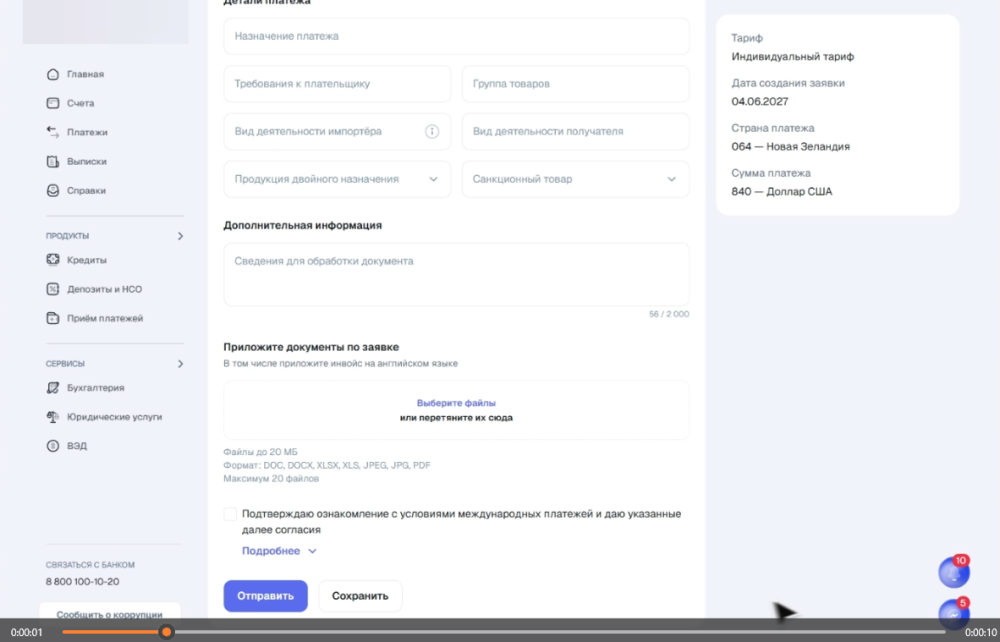 Детали платежа
Назначение платежа
Требования к плательщику
Группа товаров
Вид деятельности импортёра
Вид деятельности получателя
Продукция двойного назначения
Санкционный товар
Дополнительная информация
Сведения для обработки документа
56 / 2 000
Приложите документы по заявке
В том числе приложите инвойс на английском языке
Выберите файлы
или перетяните их сюда
Файлы до 20 МБ
Формат: DOC, DOCX, XLSX, XLS, JPEG, JPG, PDF
Максимум 20 файлов
Подтверждаю ознакомление с условиями международных платежей и даю указанные
далее согласия
Подробнее
Отправить
Сохранить
Главная
Счета
Платежи
Выписки
Справки
ПРОДУКТЫ
Кредиты
Депозиты и НСО
Приём платежей
СЕРВИСЫ
Бухгалтерия
Юридические услуги
ВЭД
СВЯЗАТЬСЯ С БАНКОМ
8 800 100-10-20
Сообщить о коррупции
Тариф
Индивидуальный тариф
Дата создания заявки
04.06.2027
Страна платежа
064 — Новая Зеландия
Сумма платежа
840 — Доллар США
10
5
0:00:01
0:00:10